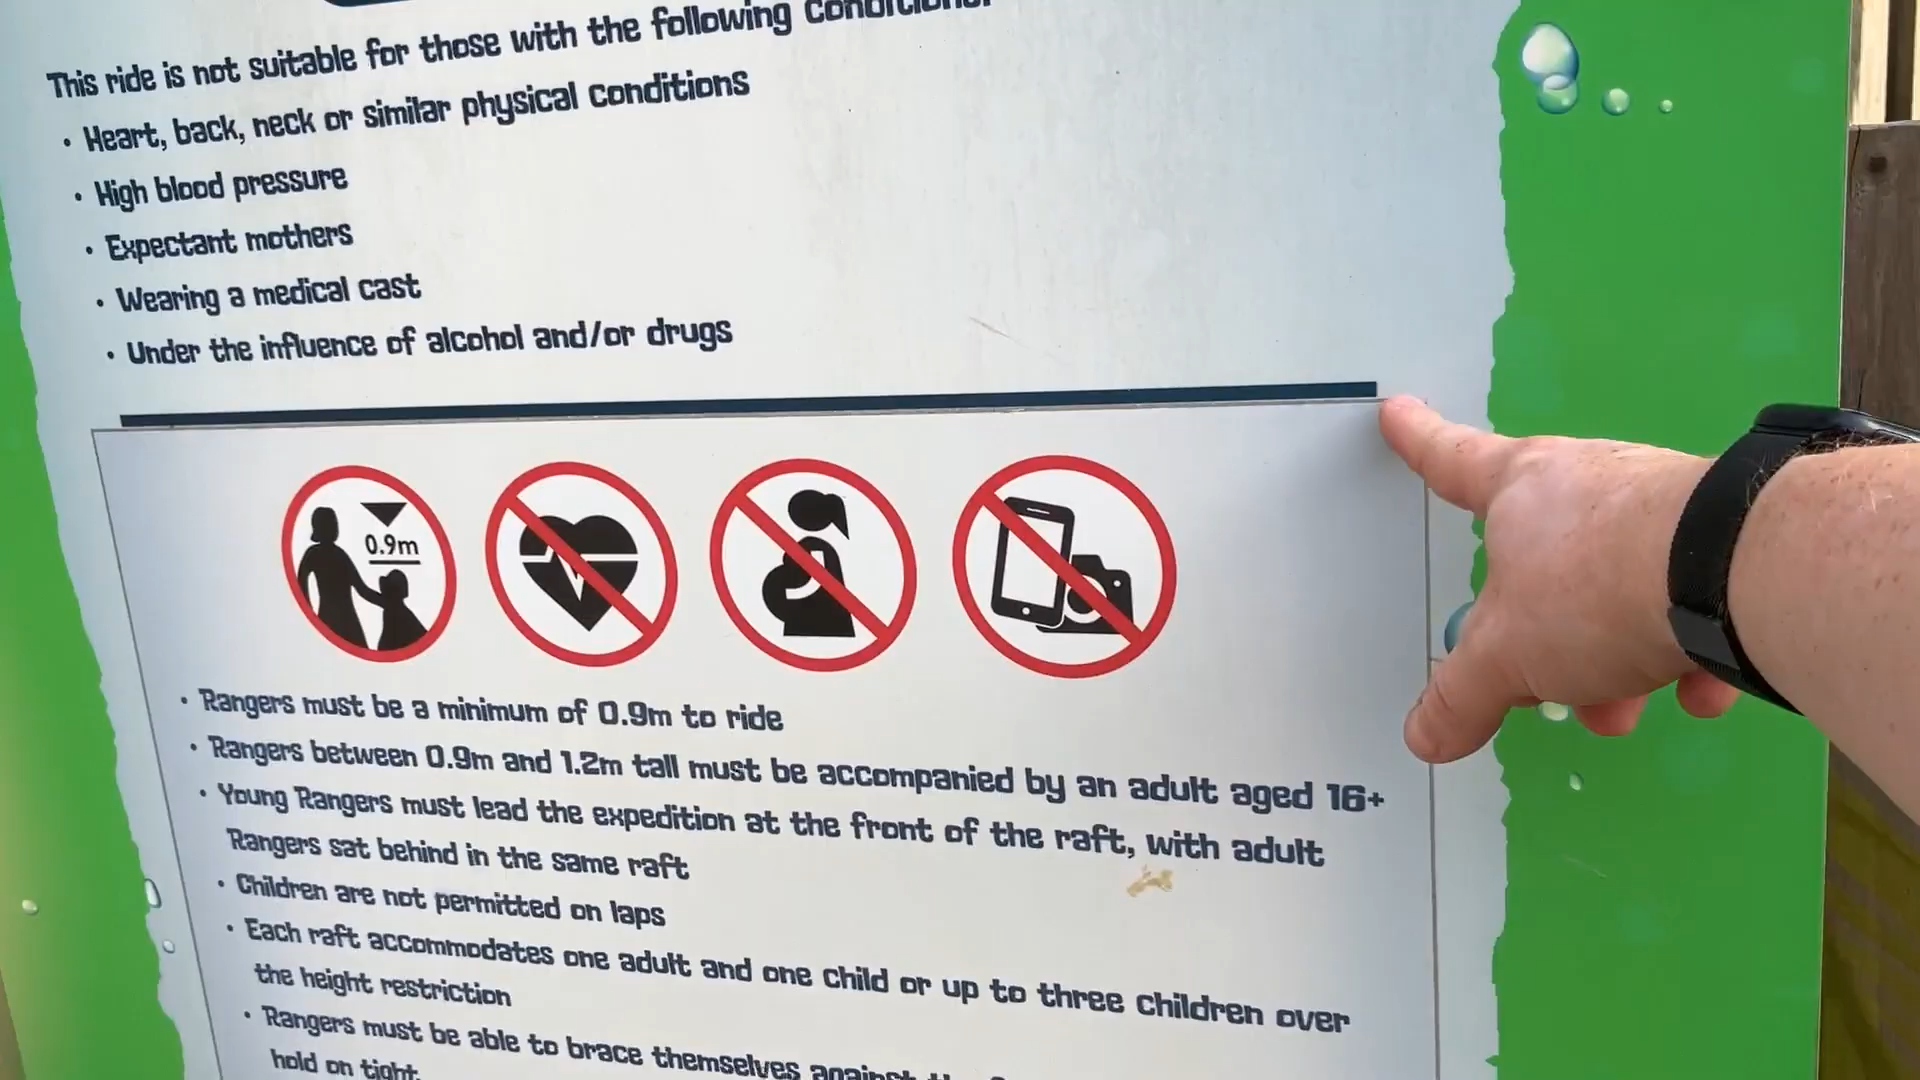 This ride is not suitable for those with the following conditions:
• Heart, back, neck or similar physical conditions
• High blood pressure
• Expectant mothers
• Wearing a medical cast
• Under the influence of alcohol and/or drugs
0.9m
• Rangers must be a minimum of 0.9m to ride
• Rangers between 0.9m and 1.2m tall must be accompanied by an adult aged 16+
• Young Rangers must lead the expedition at the front of the raft, with adult
Rangers sat behind in the same raft
• Children are not permitted on laps
• Each raft accommodates one adult and one child or up to three children over
the height restriction
• Rangers must be able to brace themselves against
hold on tight